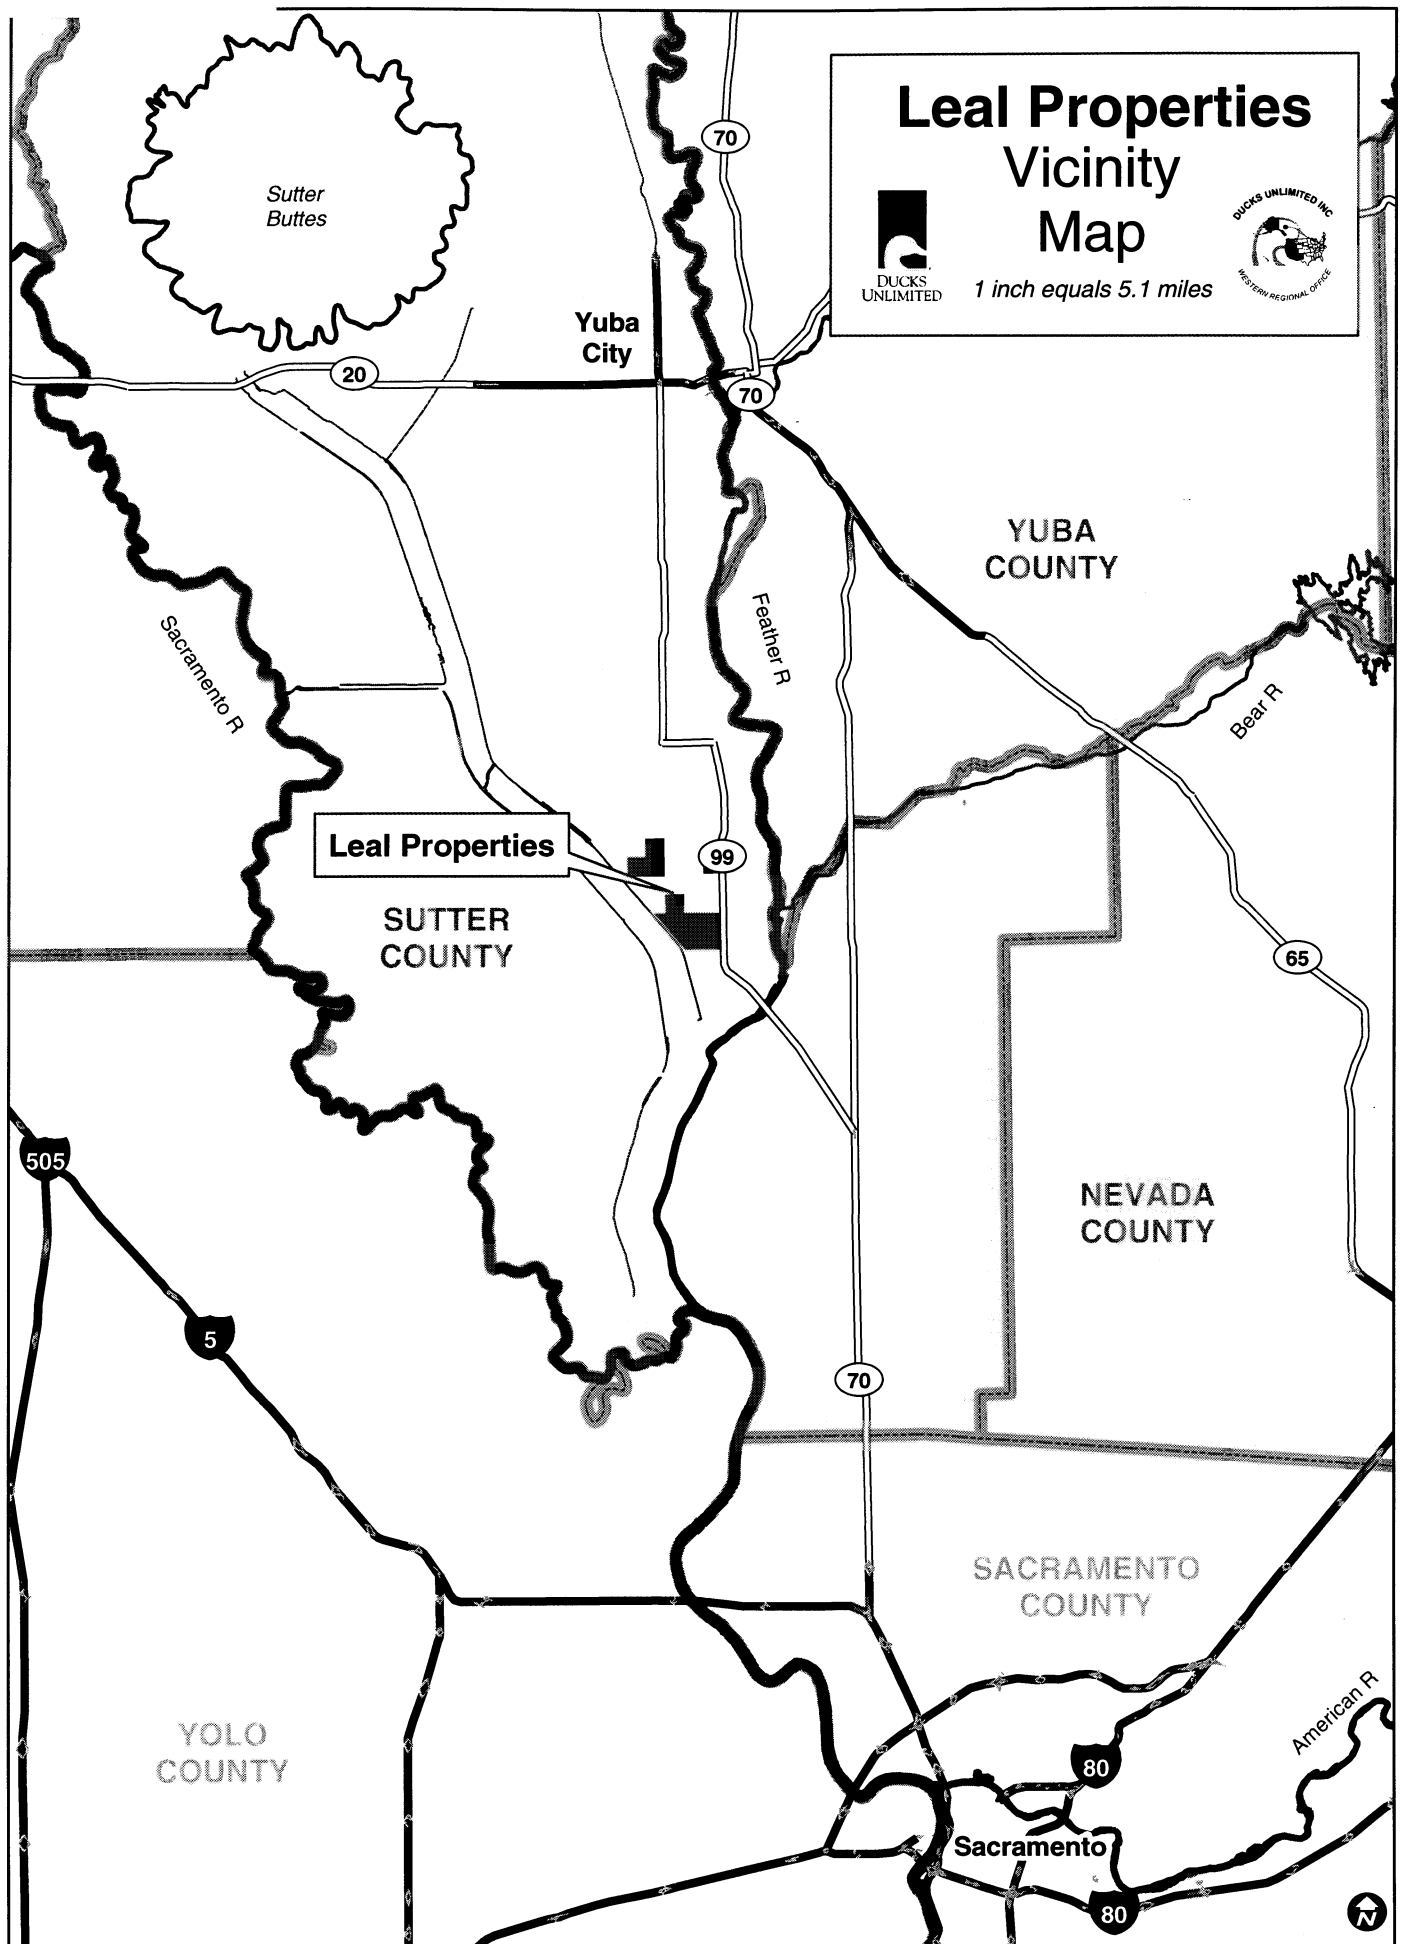 Leal Properties
Vicinity
Map
1 inch equals 5.1 miles
DUCKS
UNLIMITED
DUCKS UNLIMITED INC
WESTERN REGIONAL OFFICE
70
Sutter
Buttes
Yuba
City
20
70
YUBA
COUNTY
Feather R
Sacramento R
Bear R
Leal Properties
99
SUTTER
COUNTY
65
505
NEVADA
COUNTY
5
70
SACRAMENTO
COUNTY
American R
YOLO
COUNTY
80
Sacramento
80
N